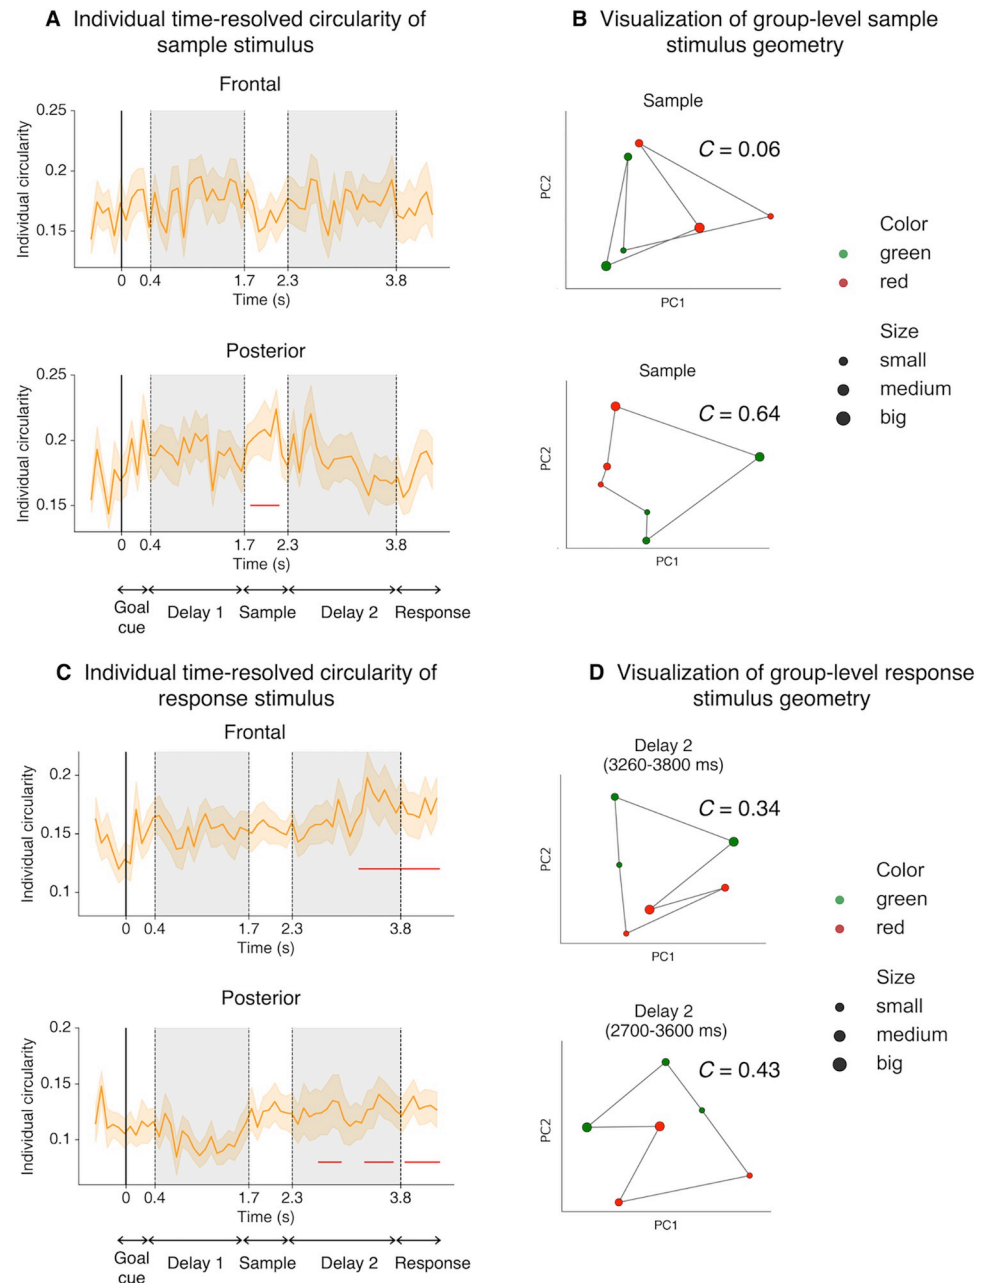 A Individual time-resolved circularity of
sample stimulus
Frontal
Individual circularity
0.25
0.2
0.15
0 0.4 1.7 2.3 3.8
Time (s)
Posterior
Individual circularity
0.25
0.2
0.15
0 0.4 1.7 2.3 3.8
Time (s)
Goal
cue
Delay 1
Sample
Delay 2
Response
B Visualization of group-level sample
stimulus geometry
Sample
C = 0.06
PC2
PC1
Sample
C = 0.64
PC2
PC1
Color
green
red
Size
small
medium
big
C Individual time-resolved circularity of
response stimulus
Frontal
Individual circularity
0.2
0.15
0.1
0 0.4 1.7 2.3 3.8
Time (s)
Posterior
Individual circularity
0.2
0.15
0.1
0 0.4 1.7 2.3 3.8
Time (s)
Goal
cue
Delay 1
Sample
Delay 2
Response
D Visualization of group-level response
stimulus geometry
Delay 2
(3260-3800 ms)
C = 0.34
PC2
PC1
Delay 2
(2700-3600 ms)
C = 0.43
PC2
PC1
Color
green
red
Size
small
medium
big